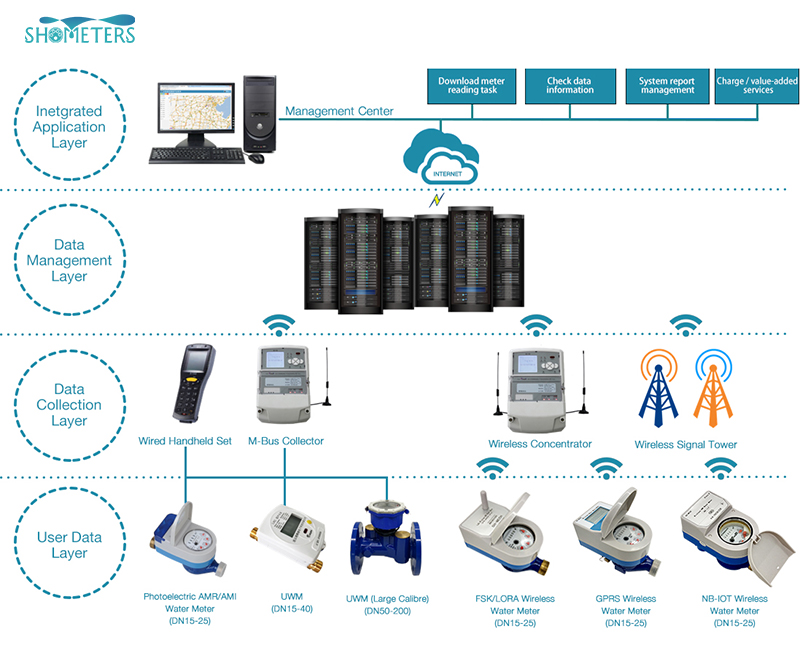 SHOMETERS
Inetgrated
Application
Layer
Management Center
Download meter
reading task
Check data
information
System report
management
Charge / value-added
services
INTERNET
Data
Management
Layer
Data
Collection
Layer
Wired Handheld Set
M-Bus Collector
Wireless Concentrator
Wireless Signal Tower
User Data
Layer
Photoelectric AMR/AMI
Water Meter
(DN15-25)
UWM
(DN15-40)
UWM (Large Calibre)
(DN50-200)
FSK/LORA Wireless
Water Meter
(DN15-25)
GPRS Wireless
Water Meter
(DN15-25)
NB-IOT Wireless
Water Meter
(DN15-25)